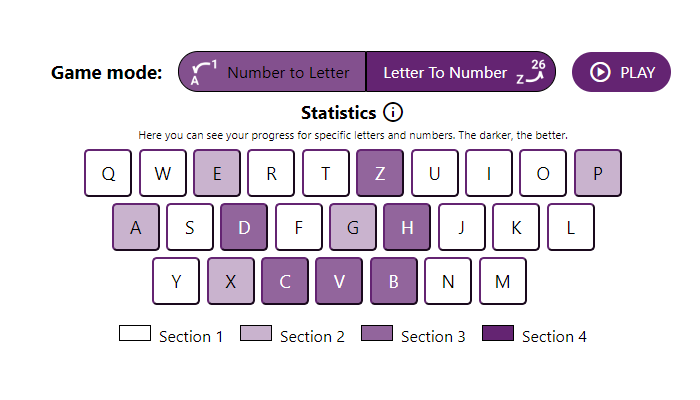 Game mode: A 1 Number to Letter Letter To Number Z 26 PLAY
Statistics
Here you can see your progress for specific letters and numbers. The darker, the better.
Q W E R T Z U I O P
A S D F G H J K L
Y X C V B N M
Section 1 Section 2 Section 3 Section 4